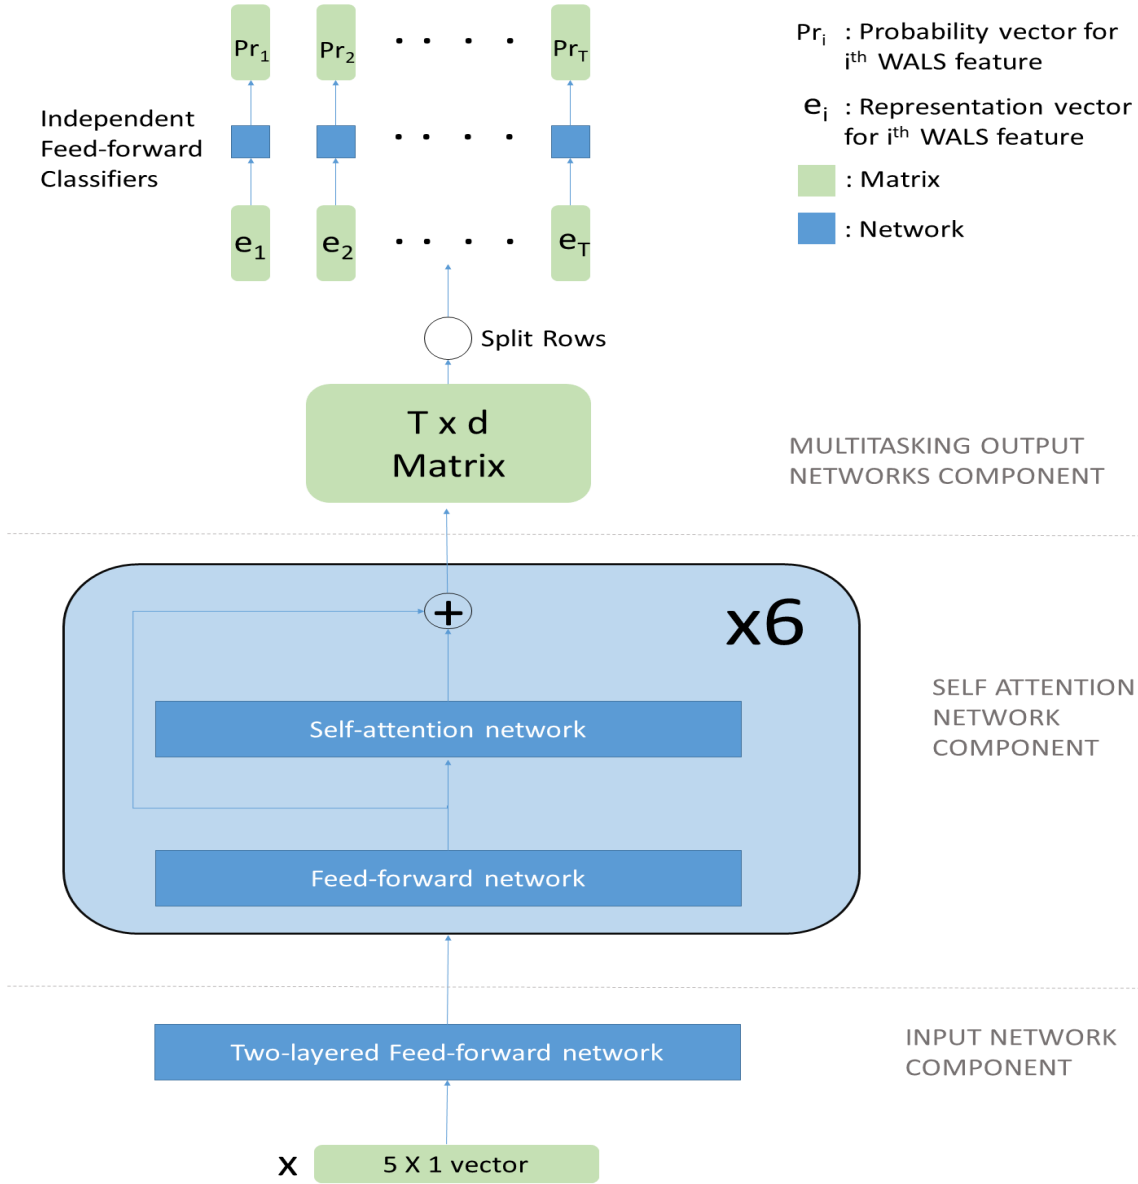 Pr1 Pr2 . . . . PrT
Pri : Probability vector for
ith WALS feature
ei : Representation vector
for ith WALS feature
: Matrix
: Network
Independent
Feed-forward
Classifiers
. . . .
e1 e2 . . . . eT
Split Rows
T x d
Matrix
MULTITASKING OUTPUT
NETWORKS COMPONENT
+
x6
Self-attention network
SELF ATTENTION
NETWORK
COMPONENT
Feed-forward network
Two-layered Feed-forward network
INPUT NETWORK
COMPONENT
x 5 X 1 vector